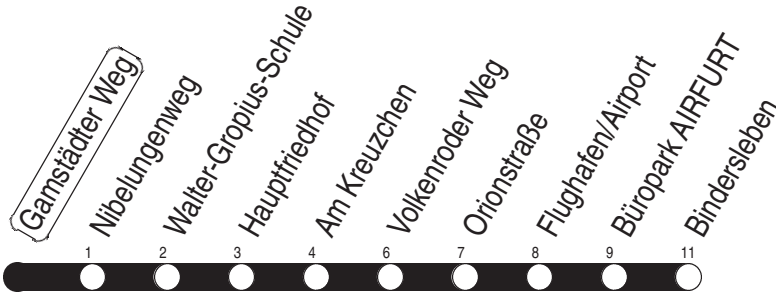 Gamstädter Weg
Nibelungenweg
Walter-Gropius-Schule
Hauptfriedhof
Am Kreuzchen
Volkenroder Weg
Orionstraße
Flughafen/Airport
Büropark AIRFURT
Bindersleben
1 2 3 4 6 7 8 9 11